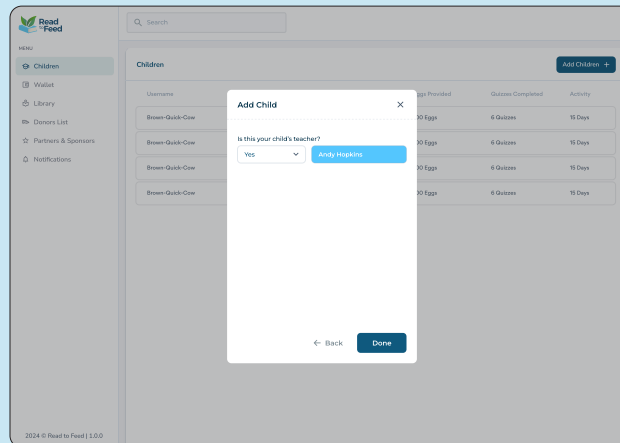 Read
to Feed
Search
MENU
Children
Wallet
Library
Donors List
Partners & Sponsors
Notifications
Children
Add Children +
Username
Eggs Provided
Quizzes Completed
Activity
Brown-Quick-Cow
00 Eggs
6 Quizzes
15 Days
Brown-Quick-Cow
00 Eggs
6 Quizzes
15 Days
Brown-Quick-Cow
00 Eggs
6 Quizzes
15 Days
Brown-Quick-Cow
00 Eggs
6 Quizzes
15 Days
Add Child
Is this your child's teacher?
Yes
Andy Hopkins
Back
Done
2024 © Read to Feed | 1.0.0